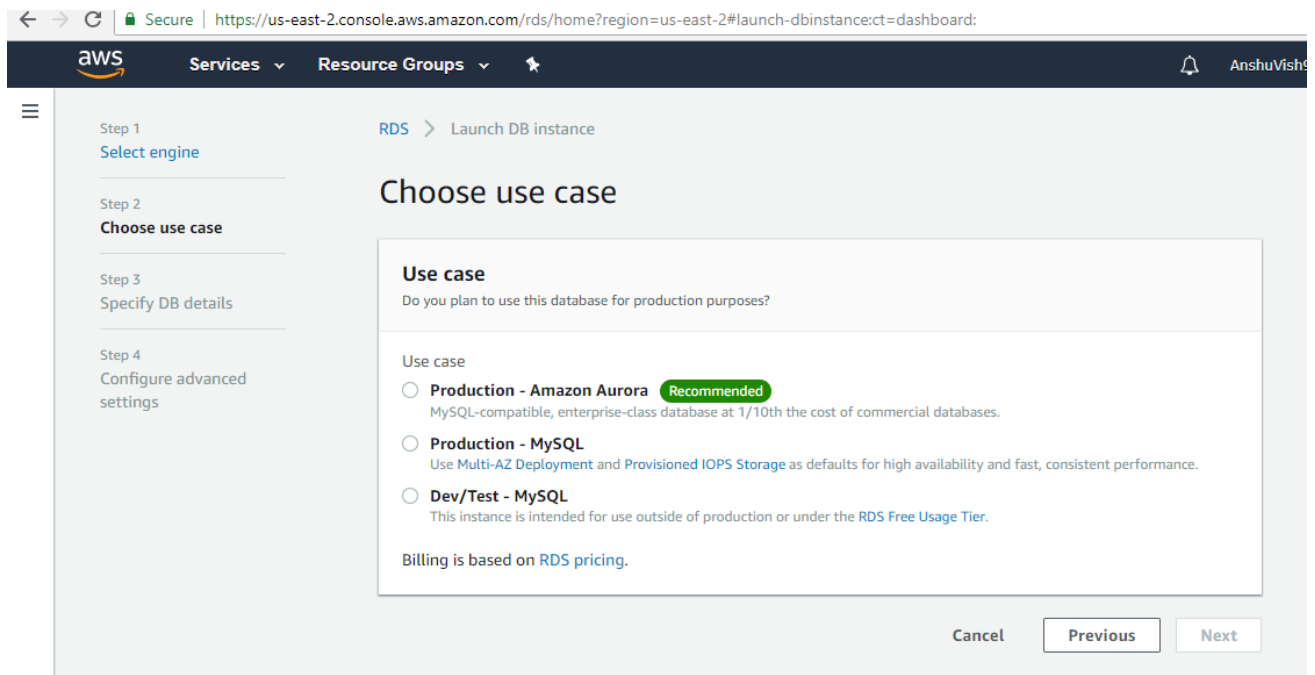 Secure | https://us-east-2.console.aws.amazon.com/rds/home?region=us-east-2#launch-dbinstance:ct=dashboard:
aws Services Resource Groups AnshuVish9
Step 1
Select engine
Step 2
Choose use case
Step 3
Specify DB details
Step 4
Configure advanced
settings
RDS > Launch DB instance
Choose use case
Use case
Do you plan to use this database for production purposes?
Use case
Production - Amazon Aurora Recommended
MySQL-compatible, enterprise-class database at 1/10th the cost of commercial databases.
Production - MySQL
Use Multi-AZ Deployment and Provisioned IOPS Storage as defaults for high availability and fast, consistent performance.
Dev/Test - MySQL
This instance is intended for use outside of production or under the RDS Free Usage Tier.
Billing is based on RDS pricing.
Cancel Previous Next